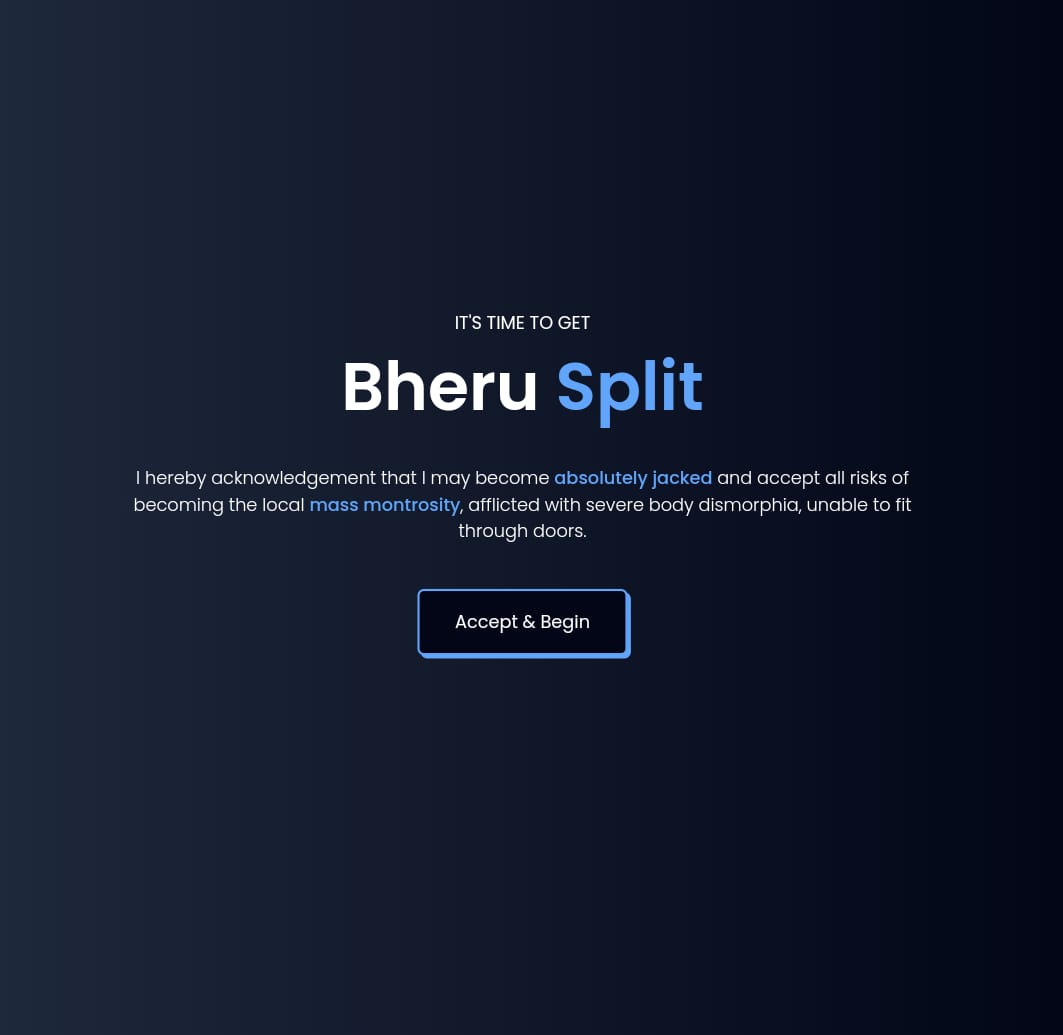 IT'S TIME TO GET
Bheru Split
I hereby acknowledgement that I may become absolutely jacked and accept all risks of
becoming the local mass montrosity, afflicted with severe body dismorphia, unable to fit
through doors.
Accept & Begin